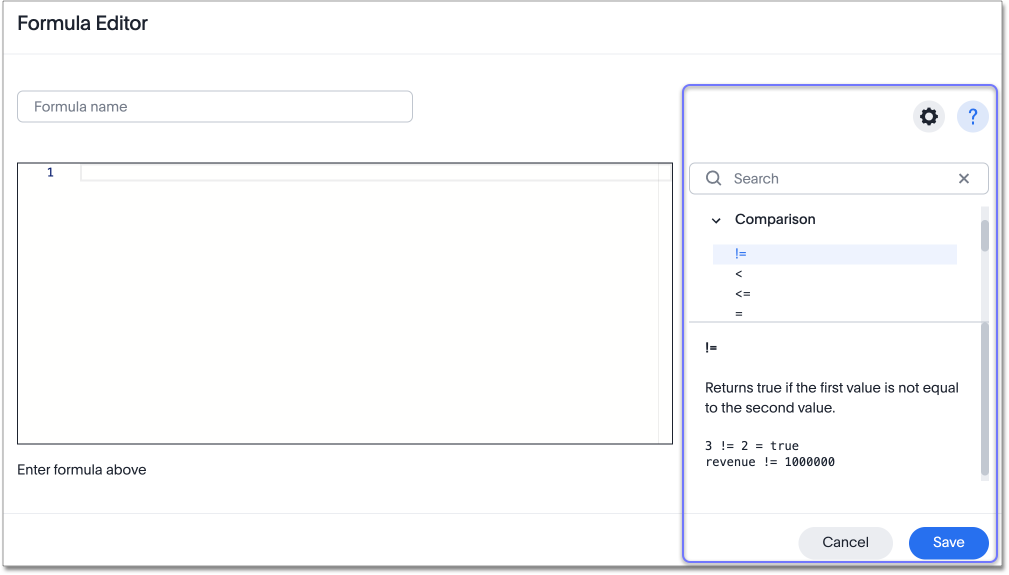 Formula Editor
Formula name
?
1
Search
Comparison
!=
<
<=
=
!=
Returns true if the first value is not equal
to the second value.
3 != 2 = true
revenue != 1000000
Enter formula above
Cancel
Save